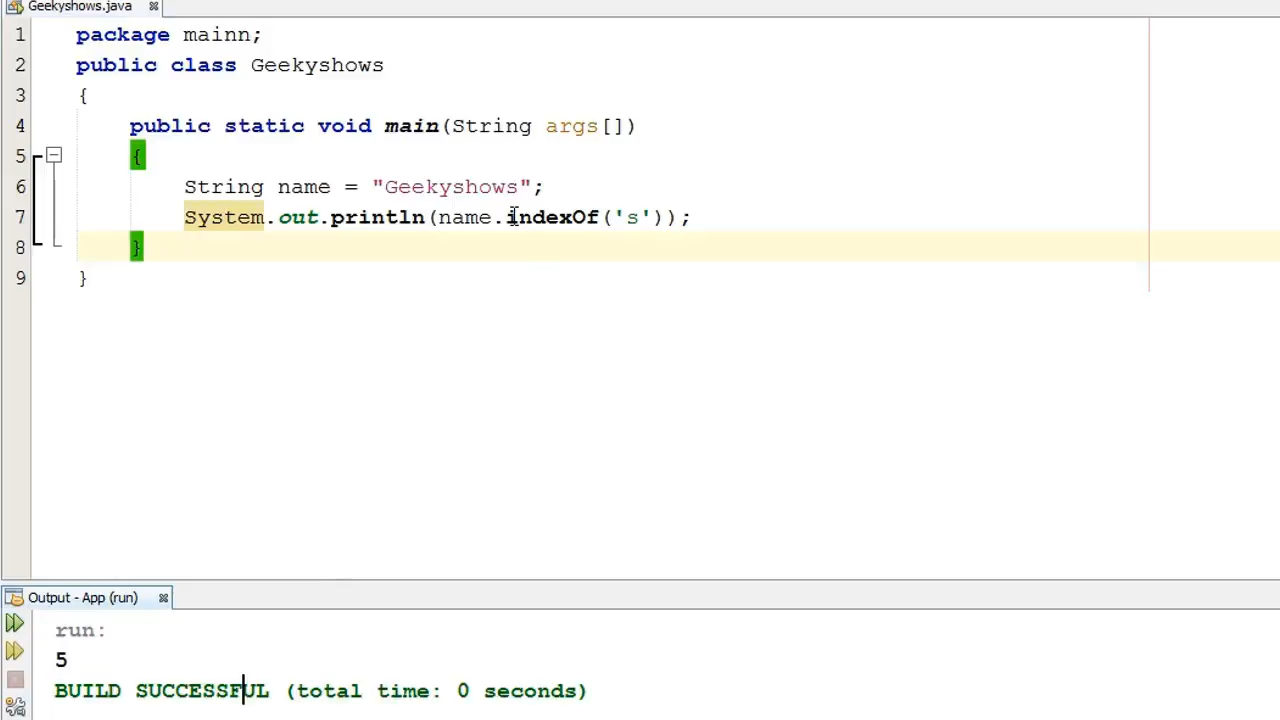 Geekyshows.java
1 package mainn;
2 public class Geekyshows
3 {
4 public static void main(String args[])
5 {
6 String name = "Geekyshows";
7 System.out.println(name.indexOf('s'));
8 }
9 }
Output - App (run)
run:
5
BUILD SUCCESSFUL (total time: 0 seconds)